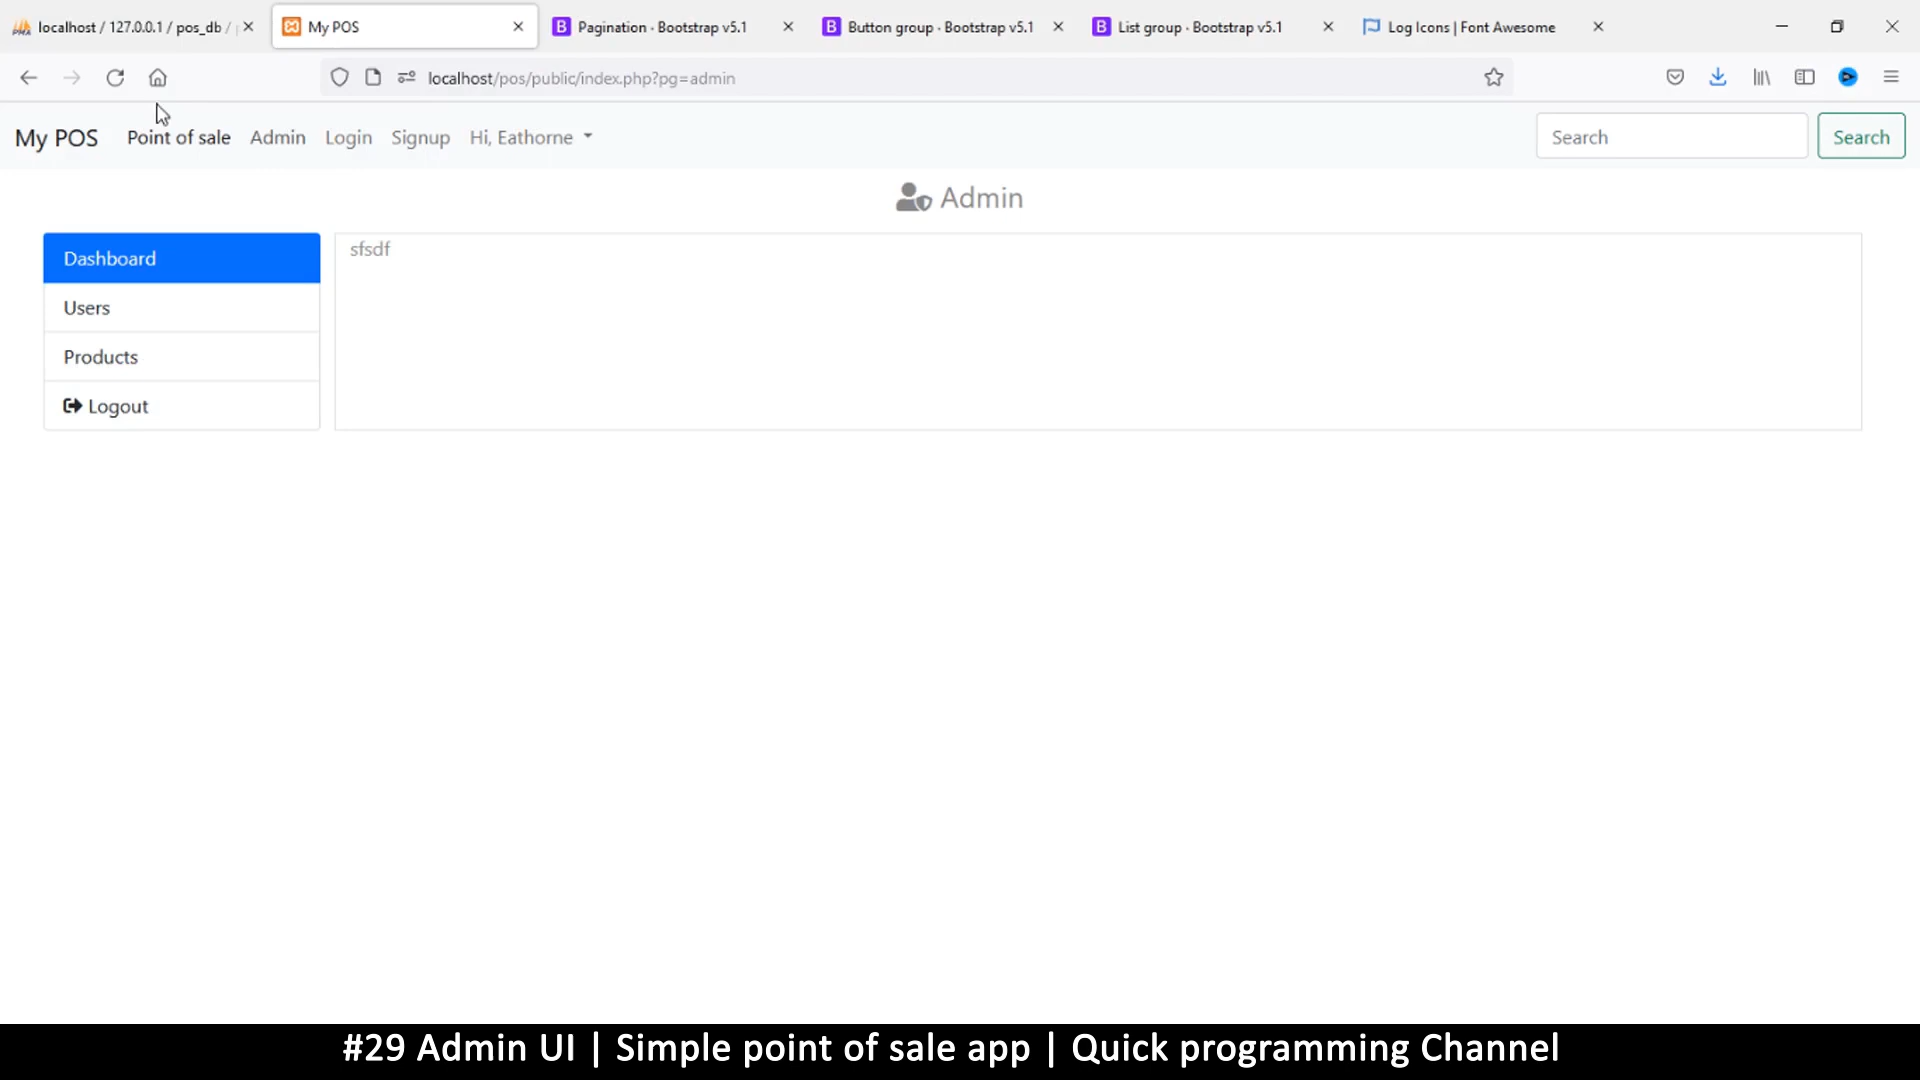 localhost / 127.0.0.1 / pos_db /
My POS
Pagination · Bootstrap v5.1
Button group · Bootstrap v5.1
List group · Bootstrap v5.1
Log Icons | Font Awesome
localhost/pos/public/index.php?pg=admin
My POS
Point of sale
Admin
Login
Signup
Hi, Eathorne
Search
Search
Admin
Dashboard
sfsdf
Users
Products
Logout
#29 Admin UI | Simple point of sale app | Quick programming Channel